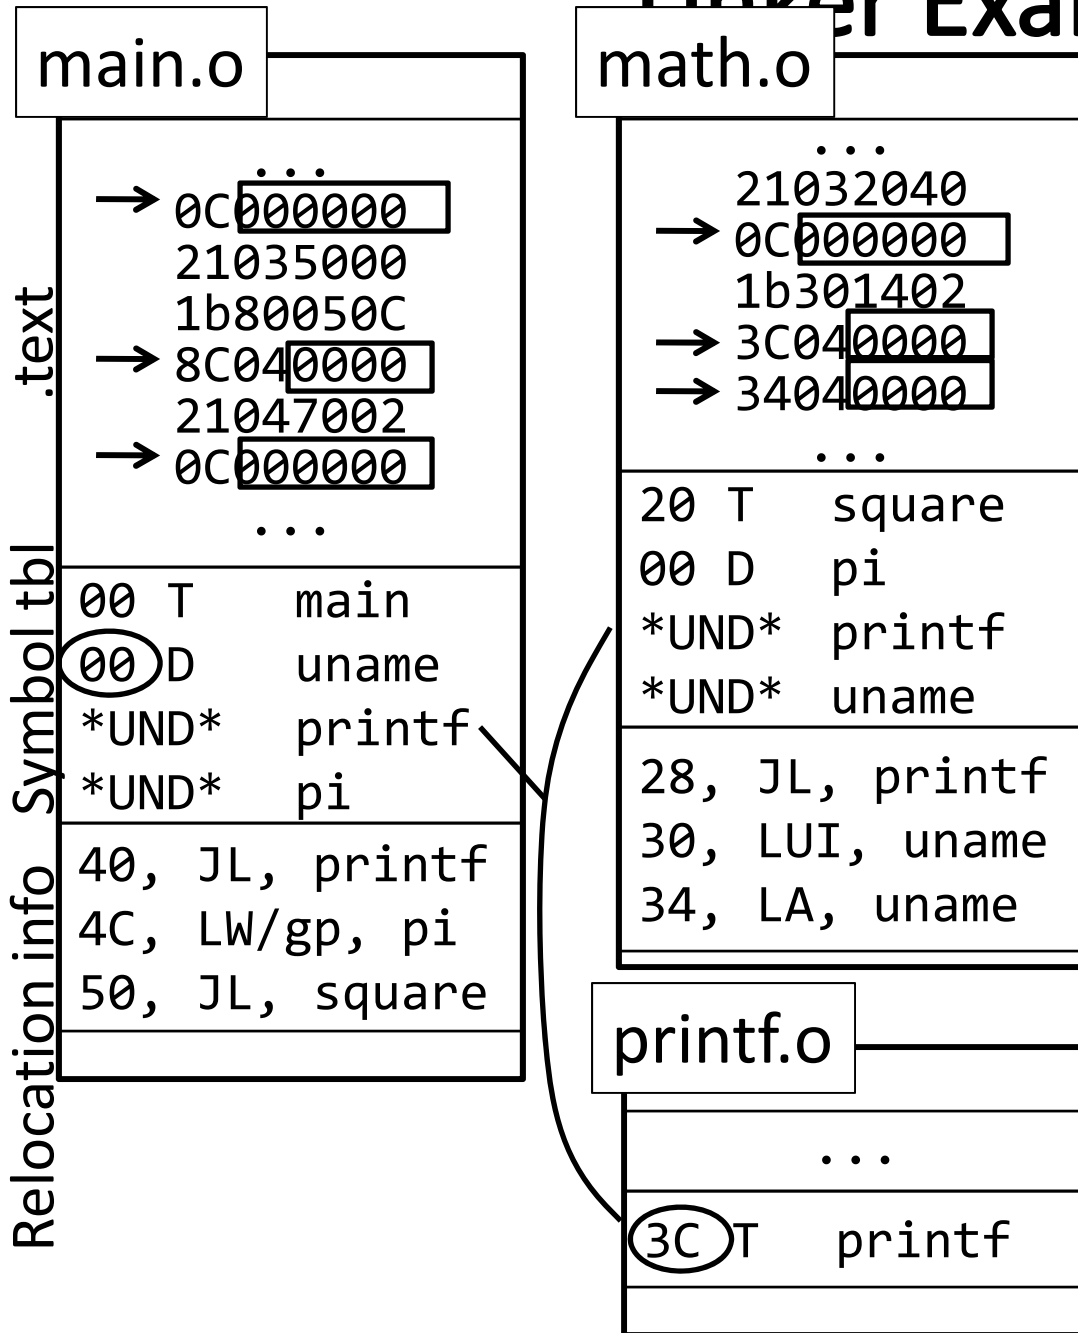 main.o
.text
...
0C000000
21035000
1b80050C
8C040000
21047002
0C000000
...
Symbol tbl
00 T main
00 D uname
*UND* printf
*UND* pi
Relocation info
40, JL, printf
4C, LW/gp, pi
50, JL, square
math.o
...
21032040
0C000000
1b301402
3C040000
34040000
...
20 T square
00 D pi
*UND* printf
*UND* uname
28, JL, printf
30, LUI, uname
34, LA, uname
printf.o
...
3C T printf